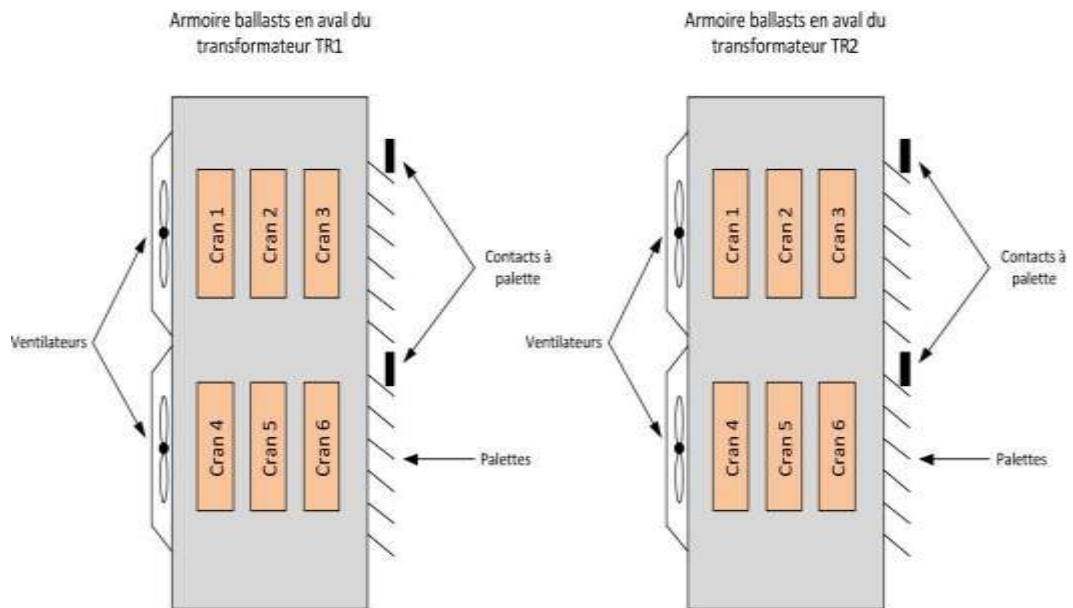 Armoire ballasts en aval du
transformateur TR1
Cran 1
Cran 2
Cran 3
Contacts à
palette
Ventilateurs
Cran 4
Cran 5
Cran 6
Palettes
Armoire ballasts en aval du
transformateur TR2
Cran 1
Cran 2
Cran 3
Contacts à
palette
Ventilateurs
Cran 4
Cran 5
Cran 6
Palettes